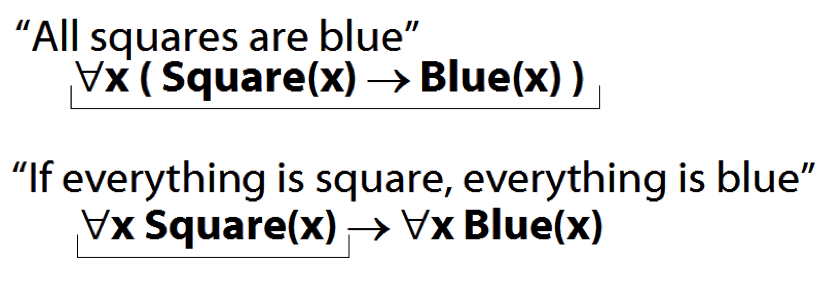 “All squares are blue”
∀x ( Square(x) → Blue(x) )
“If everything is square, everything is blue”
∀x Square(x) → ∀x Blue(x)